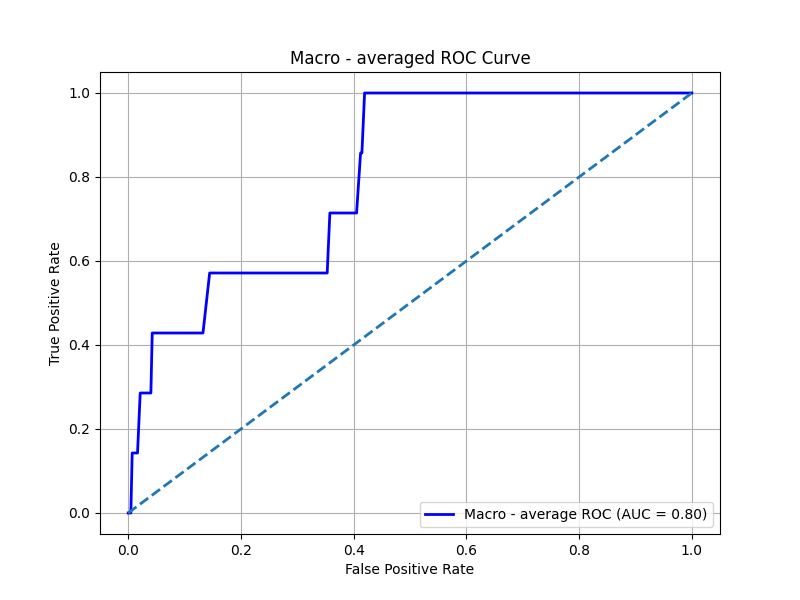 Macro - averaged ROC Curve
1.0
0.8
0.6
0.4
0.2
0.0
True Positive Rate
Macro - average ROC (AUC = 0.80)
0.0 0.2 0.4 0.6 0.8 1.0
False Positive Rate